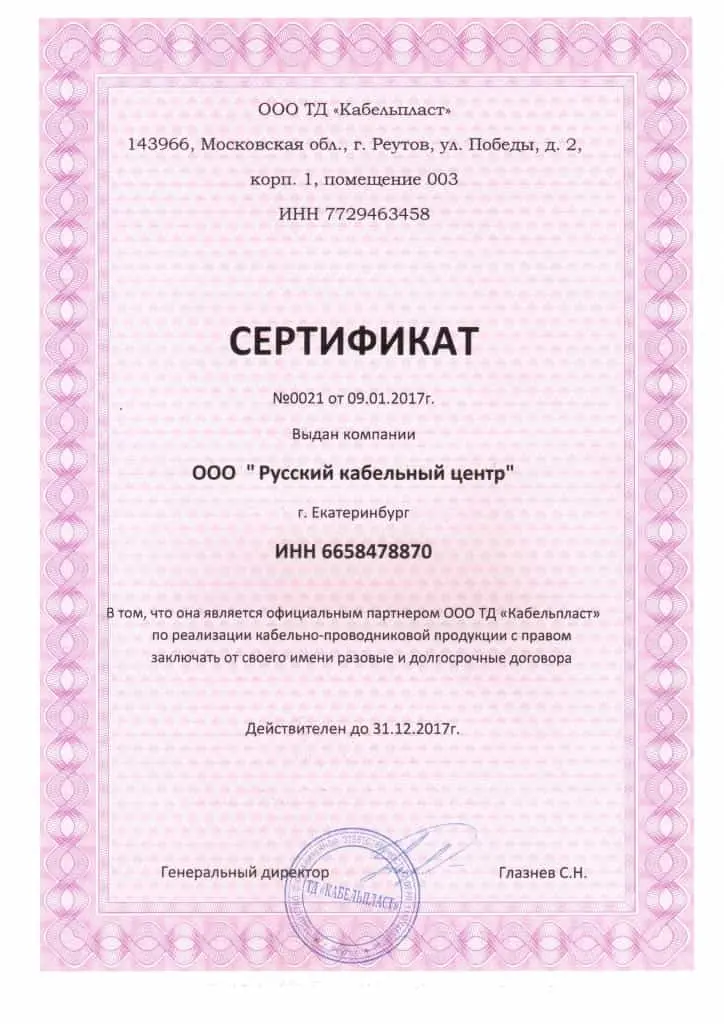 ООО ТД «Кабельпласт»
143966, Московская обл., г. Реутов, ул. Победы, д. 2,
корп. 1, помещение 003
ИНН 7729463458
СЕРТИФИКАТ
№0021 от 09.01.2017г.
Выдан компании
ООО " Русский кабельный центр"
г. Екатеринбург
ИНН 6658478870
В том, что она является официальным партнером ООО ТД «Кабельпласт»
по реализации кабельно-проводниковой продукции с правом
заключать от своего имени разовые и долгосрочные договора
Действителен до 31.12.2017г.
Генеральный директор Глазнев С.Н.
ТД «КАБЕЛЬПЛАСТ»